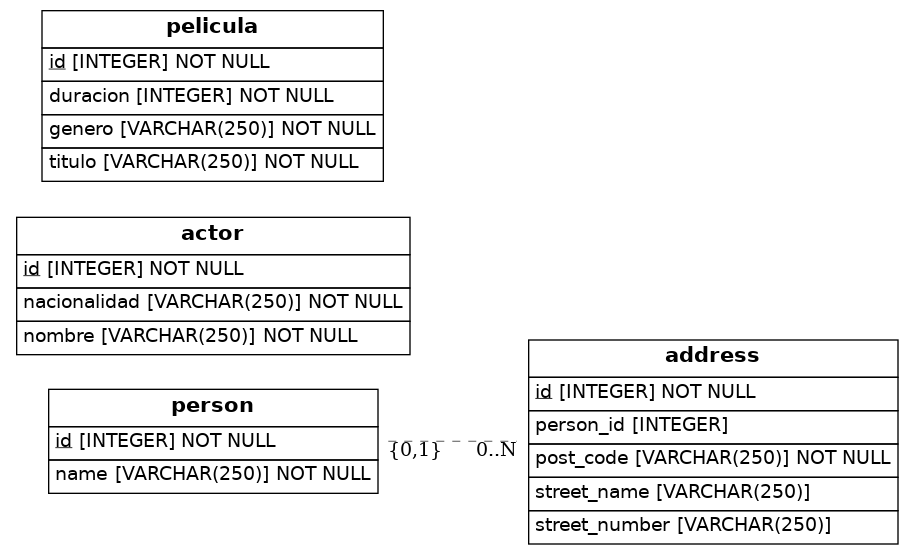 pelicula
id [INTEGER] NOT NULL
duracion [INTEGER] NOT NULL
genero [VARCHAR(250)] NOT NULL
titulo [VARCHAR(250)] NOT NULL
actor
id [INTEGER] NOT NULL
nacionalidad [VARCHAR(250)] NOT NULL
nombre [VARCHAR(250)] NOT NULL
person
id [INTEGER] NOT NULL
name [VARCHAR(250)] NOT NULL
{0,1} 0..N
address
id [INTEGER] NOT NULL
person_id [INTEGER]
post_code [VARCHAR(250)] NOT NULL
street_name [VARCHAR(250)]
street_number [VARCHAR(250)]